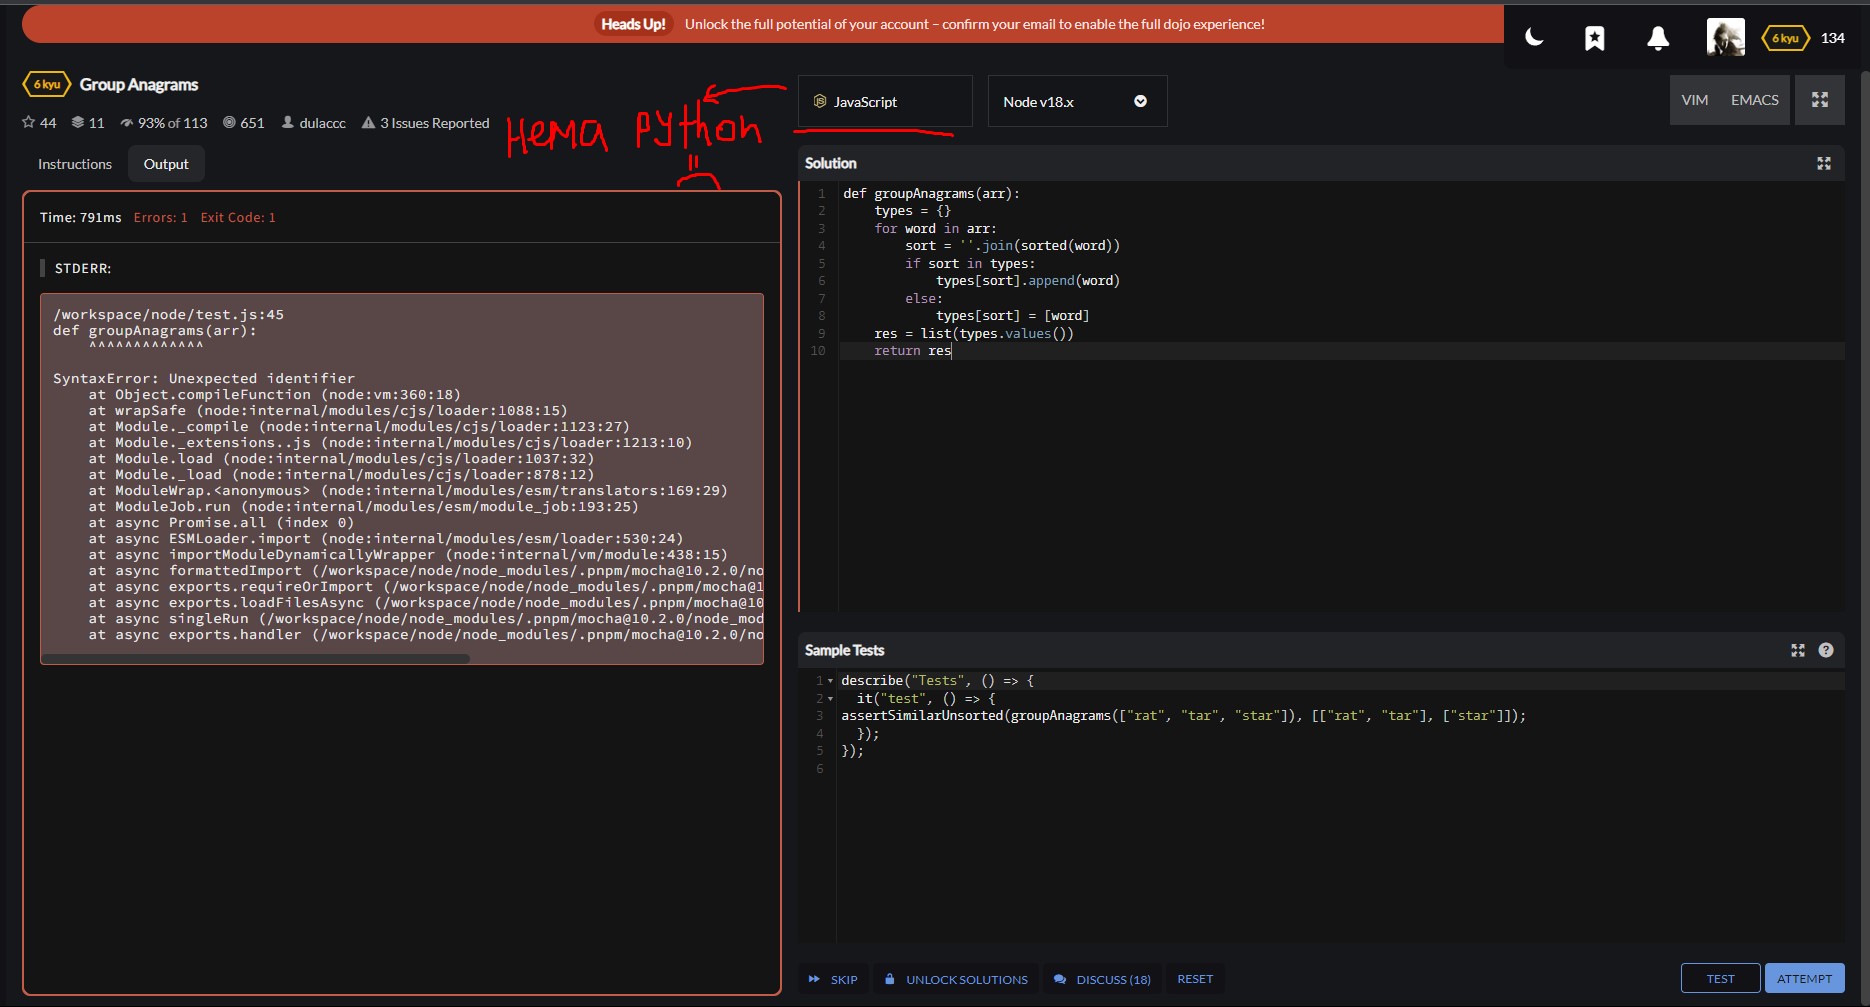 Heads Up! Unlock the full potential of your account – confirm your email to enable the full dojo experience!
6 kyu 134
6 kyu Group Anagrams
44 11 93% of 113 651 dulaccc 3 Issues Reported
Нема Python
Instructions Output
Time: 791ms Errors: 1 Exit Code: 1
STDERR:
/workspace/node/test.js:45
def groupAnagrams(arr):
    ^^^^^^^^^^^^^
SyntaxError: Unexpected identifier
    at Object.compileFunction (node:vm:360:18)
    at wrapSafe (node:internal/modules/cjs/loader:1088:15)
    at Module._compile (node:internal/modules/cjs/loader:1123:27)
    at Module._extensions..js (node:internal/modules/cjs/loader:1213:10)
    at Module.load (node:internal/modules/cjs/loader:1037:32)
    at Module._load (node:internal/modules/cjs/loader:878:12)
    at ModuleWrap.<anonymous> (node:internal/modules/esm/translators:169:29)
    at ModuleJob.run (node:internal/modules/esm/module_job:193:25)
    at async Promise.all (index 0)
    at async ESMLoader.import (node:internal/modules/esm/loader:530:24)
    at async importModuleDynamicallyWrapper (node:internal/vm/module:438:15)
    at async formattedImport (/workspace/node/node_modules/.pnpm/mocha@10.2.0/no
    at async exports.requireOrImport (/workspace/node/node_modules/.pnpm/mocha@1
    at async exports.loadFilesAsync (/workspace/node/node_modules/.pnpm/mocha@10
    at async singleRun (/workspace/node/node_modules/.pnpm/mocha@10.2.0/node_mod
    at async exports.handler (/workspace/node/node_modules/.pnpm/mocha@10.2.0/no
JS JavaScript Node v18.x VIM EMACS
Solution
1 def groupAnagrams(arr):
2     types = {}
3     for word in arr:
4         sort = ''.join(sorted(word))
5         if sort in types:
6             types[sort].append(word)
7         else:
8             types[sort] = [word]
9     res = list(types.values())
10     return res
Sample Tests ?
1 describe("Tests", () => {
2   it("test", () => {
3 assertSimilarUnsorted(groupAnagrams(["rat", "tar", "star"]), [["rat", "tar"], ["star"]]);
4   });
5 });
6
SKIP UNLOCK SOLUTIONS DISCUSS (18) RESET TEST ATTEMPT